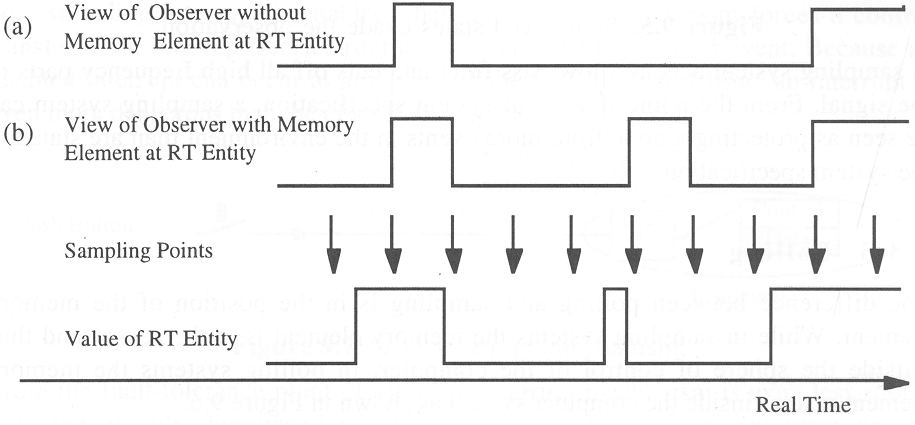 (a) View of Observer without
Memory Element at RT Entity
(b) View of Observer with Memory
Element at RT Entity
Sampling Points
Value of RT Entity
Real Time